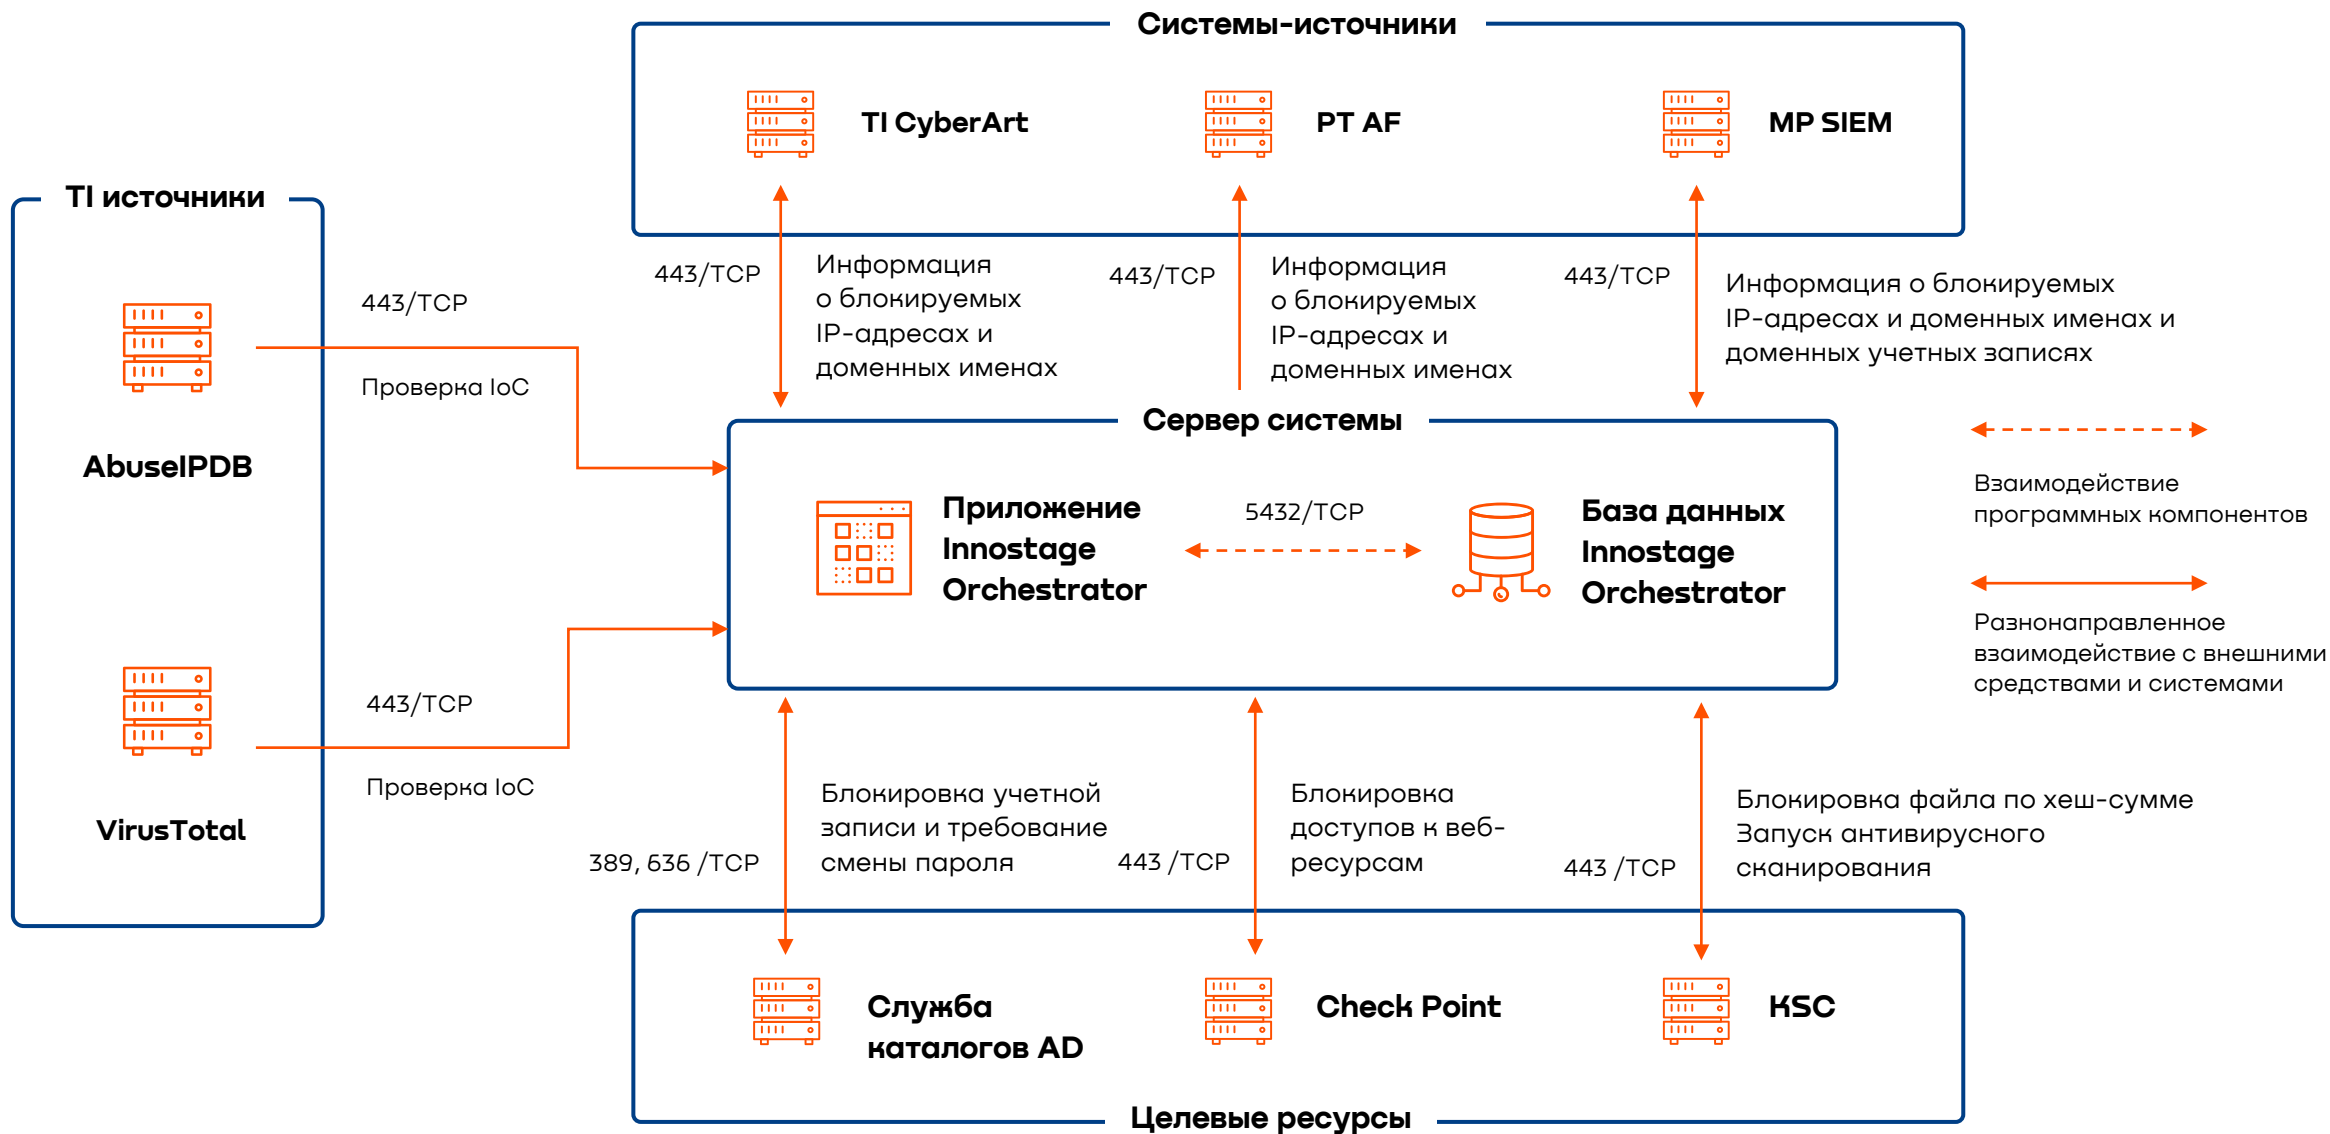 Системы-источники
TI CyberArt
PT AF
MP SIEM
TI источники
443/TCP
Проверка IoC
AbuseIPDB
443/TCP
Проверка IoC
VirusTotal
443/TCP
Информация
о блокируемых
IP-адресах и
доменных именах
443/TCP
Информация
о блокируемых
IP-адресах и
доменных именах
443/TCP
Информация о блокируемых
IP-адресах и доменных именах и
доменных учетных записях
Сервер системы
Приложение
Innostage
Orchestrator
5432/TCP
База данных
Innostage
Orchestrator
Взаимодействие
программных компонентов
Разнонаправленное
взаимодействие с внешними
средствами и системами
389, 636 /TCP
Блокировка учетной
записи и требование
смены пароля
443 /TCP
Блокировка
доступов к веб-
ресурсам
443 /TCP
Блокировка файла по хеш-сумме
Запуск антивирусного
сканирования
Служба
каталогов AD
Check Point
KSC
Целевые ресурсы